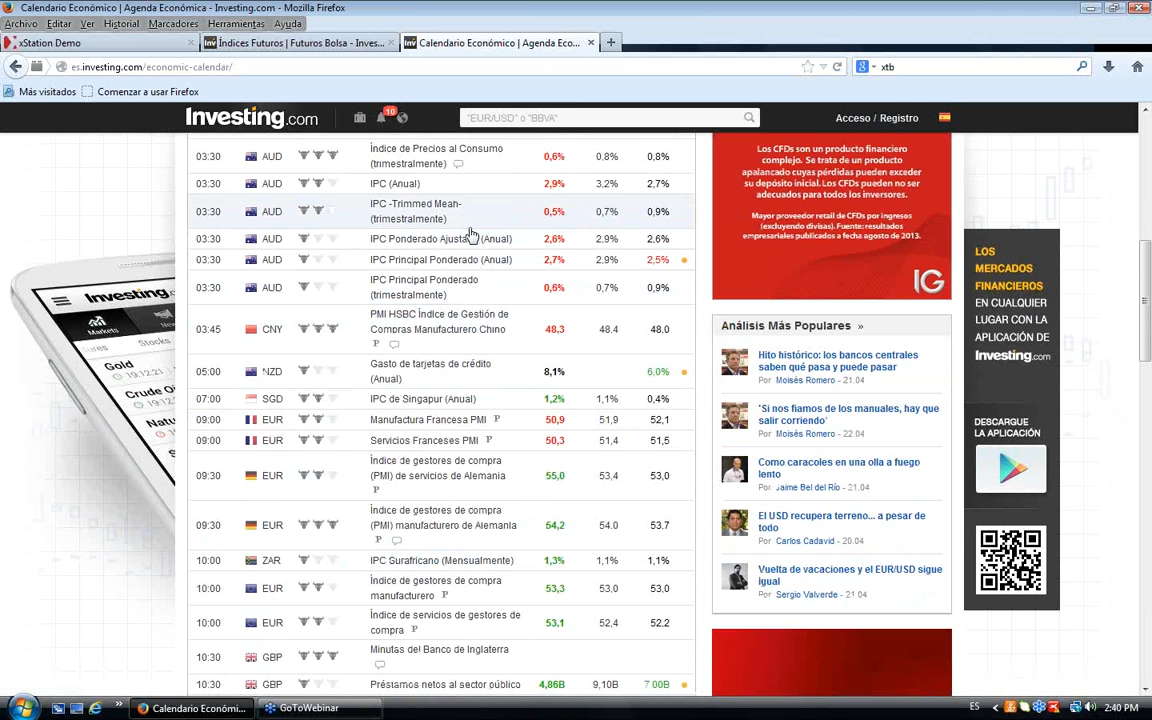 Calendario Económico | Agenda Economica | Investing.com - Mozilla Firefox
Archivo Editar Ver Historial Marcadores Herramientas Ayuda
xStation Demo
Índices Futuros | Futuros Bolsa - Inves...
Calendario Económico | Agenda Eco...
es.investing.com/economic-calendar/
xtb
Más visitados Comenzar a usar Firefox
Investing.com
10
"EUR/USD" o "BBVA"
Acceso / Registro
03:30 AUD Índice de Precios al Consumo
(trimestralmente) 0,6% 0,8% 0,8%
03:30 AUD IPC (Anual) 2,9% 3,2% 2,7%
03:30 AUD IPC -Trimmed Mean-
(trimestralmente) 0,5% 0,7% 0,9%
03:30 AUD IPC Ponderado (Anual) 2,6% 2,9% 2,6%
03:30 AUD IPC Principal Ponderado (Anual) 2,7% 2,9% 2,5%
03:30 AUD IPC Principal Ponderado
(trimestralmente) 0,6% 0,7% 0,9%
03:45 CNY PMI HSBC Índice de Gestión de
Compras Manufacturero Chino 48.3 48.4 48.0
P
05:00 NZD Gasto de tarjetas de crédito
(Anual) 8,1% 6.0%
07:00 SGD IPC de Singapur (Anual) 1,2% 1,1% 0,4%
09:00 EUR Manufactura Francesa PMI P 50,9 51,9 52,1
09:00 EUR Servicios Franceses PMI P 50,3 51,4 51,5
09:30 EUR Índice de gestores de compra
(PMI) de servicios de Alemania 55,0 53,4 53,0
P
09:30 EUR Índice de gestores de compra
(PMI) manufacturero de Alemania 54,2 54.0 53.7
P
10:00 ZAR IPC Surafricano (Mensualmente) 1,3% 1,1% 1,1%
10:00 EUR Índice de gestores de compra
manufacturero P 53,3 53,0 53,0
10:00 EUR Índice de servicios de gestores de
compra P 53,1 52,4 52,2
10:30 GBP Minutas del Banco de Inglaterra
10:30 GBP Préstamos netos al sector público 4,86B 9,10B 7 00B
Los CFDs son un producto financiero
complejo. Se trata de un producto
apalancado cuyas pérdidas pueden exceder
su depósito inicial. Los CFDs pueden no ser
adecuados para todos los inversores.
Mayor proveedor retail de CFDs por ingresos
(excluyendo divisas). Fuente: resultados
empresariales publicados a fecha agosto de 2013.
IG
Análisis Más Populares »
Hito histórico: los bancos centrales
saben qué pasa y puede pasar
Por Moisés Romero - 21.04
"Si nos fiamos de los manuales, hay que
salir corriendo"
Por Moisés Romero - 22.04
Como caracoles en una olla a fuego
lento
Por Jaime Bel del Río - 21.04
El USD recupera terreno... a pesar de
todo
Por Carlos Cadavid - 20.04
Vuelta de vacaciones y el EUR/USD sigue
igual
Por Sergio Valverde - 21.04
LOS
MERCADOS
FINANCIEROS
EN CUALQUIER
LUGAR CON LA
APLICACIÓN DE
Investing.com
DESCARGUE
LA APLICACIÓN
Investing
Markets
Stocks
Gold
19:12:21
Crude
19:12
Calendario Económi...
GoToWebinar
ES
2:40 PM